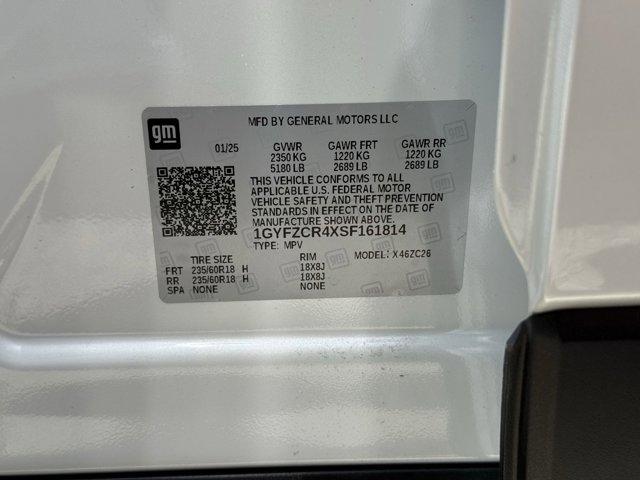 gm
MFD BY GENERAL MOTORS LLC
01/25 GVWR GAWR FRT GAWR RR
2350 KG 1220 KG 1220 KG
5180 LB 2689 LB 2689 LB
THIS VEHICLE CONFORMS TO ALL
APPLICABLE U.S. FEDERAL MOTOR
VEHICLE SAFETY AND THEFT PREVENTION
STANDARDS IN EFFECT ON THE DATE OF
MANUFACTURE SHOWN ABOVE.
1GYFZCR4XSF161814
TYPE: MPV MODEL: X46ZC26
TIRE SIZE RIM
FRT 235/60R18 H 18X8J
RR 235/60R18 H 18X8J
SPA NONE NONE